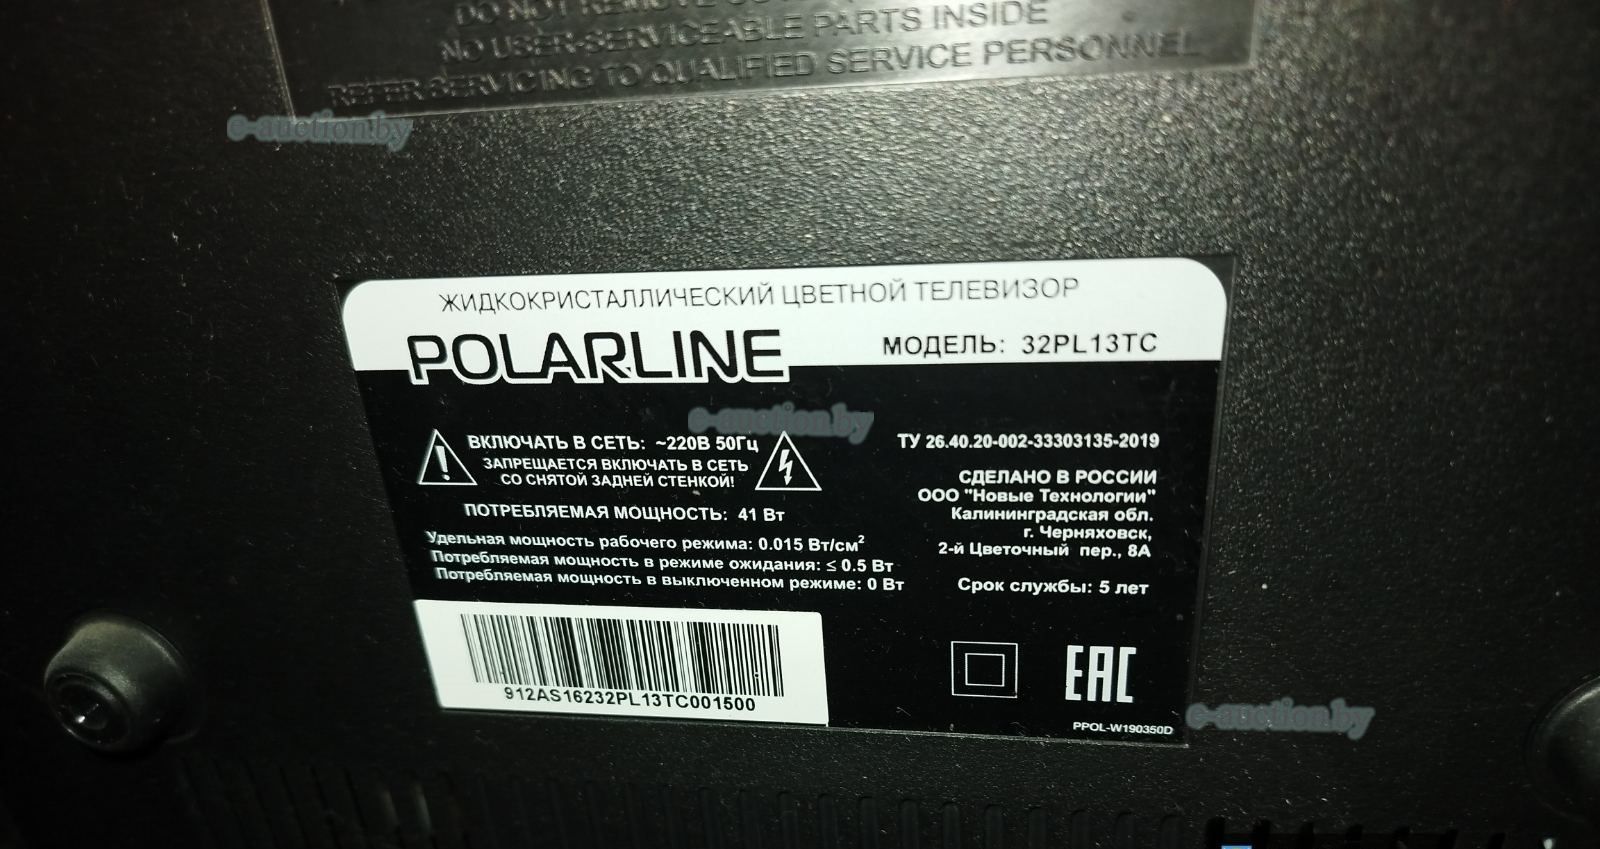 DO NOT REMOVE
NO USER-SERVICEABLE PARTS INSIDE
REFER SERVICING TO QUALIFIED SERVICE PERSONNEL
e-auction.by
ЖИДКОКРИСТАЛЛИЧЕСКИЙ ЦВЕТНОЙ ТЕЛЕВИЗОР
POLARLINE
МОДЕЛЬ: 32PL13TC
e-auction.by
ВКЛЮЧАТЬ В СЕТЬ: ~220В 50Гц
ЗАПРЕЩАЕТСЯ ВКЛЮЧАТЬ В СЕТЬ
СО СНЯТОЙ ЗАДНЕЙ СТЕНКОЙ!
ПОТРЕБЛЯЕМАЯ МОЩНОСТЬ: 41 Вт
Удельная мощность рабочего режима: 0.015 Вт/см²
Потребляемая мощность в режиме ожидания: ≤ 0.5 Вт
Потребляемая мощность в выключенном режиме: 0 Вт
ТУ 26.40.20-002-33303135-2019
СДЕЛАНО В РОССИИ
ООО "Новые Технологии"
Калининградская обл.
г. Черняховск,
2-й Цветочный пер., 8А
Срок службы: 5 лет
912AS16232PL13TC001500
EAC
PPOL-W190350D
e-auction.by